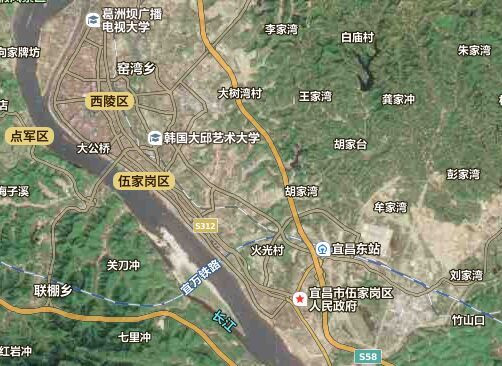 葛洲坝广播
电视大学
李家湾
白庙村
朱家湾
向家牌坊
窑湾乡
大树湾村
王家湾
龚家冲
西陵区
点军区
韩国大邱艺术大学
大公桥
胡家台
彭家湾
伍家岗区
胡家湾
牟家湾
S312
火光村
宜昌东站
关刀冲
宜万铁路
刘家湾
联棚乡
宜昌市伍家岗区
人民政府
长江
竹山口
七里冲
红岩冲
S58